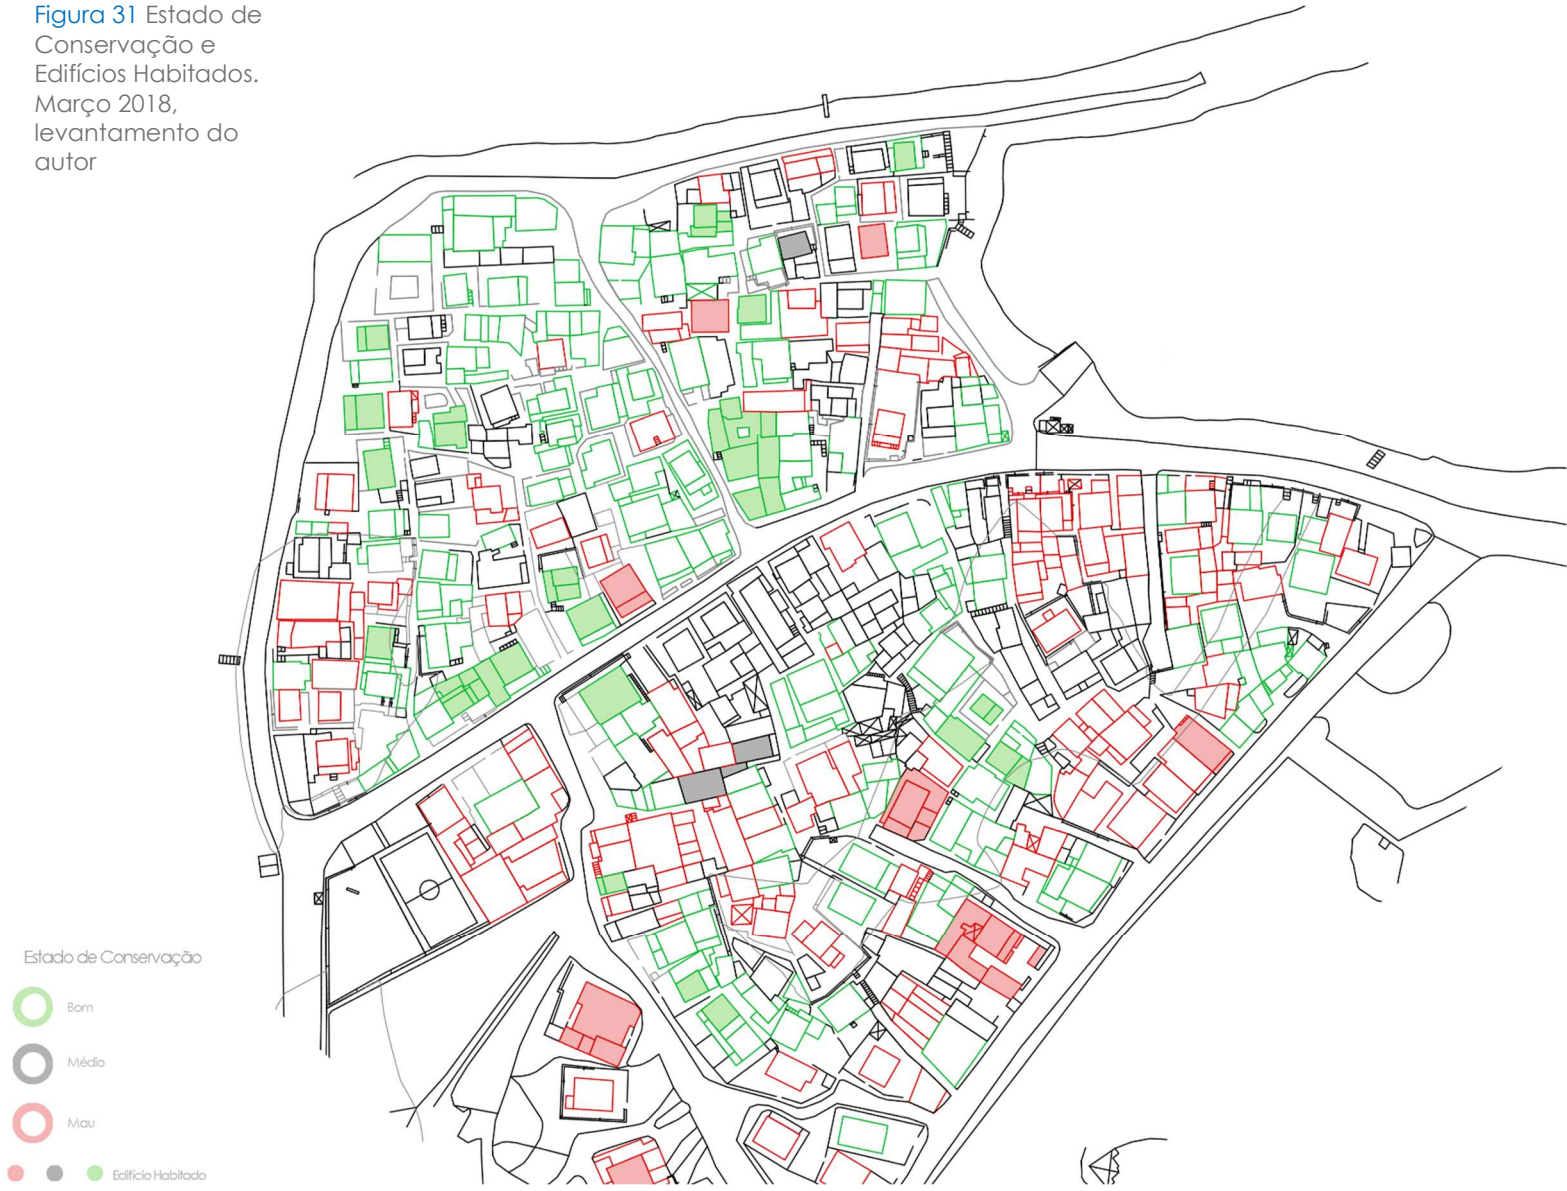 Figura 31 Estado de
Conservação e
Edifícios Habitados.
Março 2018,
levantamento do
autor
Estado de Conservação
Bom
Médio
Mau
Edifício Habitado